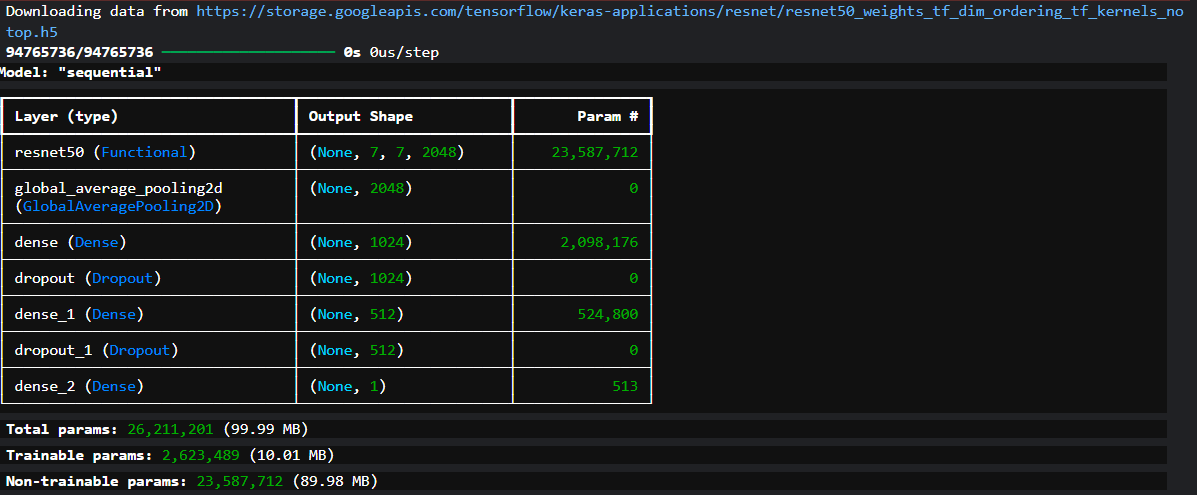 Downloading data from https://storage.googleapis.com/tensorflow/keras-applications/resnet/resnet50_weights_tf_dim_ordering_tf_kernels_no
top.h5
94765736/94765736 ━━━━━━━━━━━━━━━━━━━━ 0s 0us/step
Model: "sequential"
Layer (type) Output Shape Param #
resnet50 (Functional) (None, 7, 7, 2048) 23,587,712
global_average_pooling2d (None, 2048) 0
(GlobalAveragePooling2D)
dense (Dense) (None, 1024) 2,098,176
dropout (Dropout) (None, 1024) 0
dense_1 (Dense) (None, 512) 524,800
dropout_1 (Dropout) (None, 512) 0
dense_2 (Dense) (None, 1) 513
Total params: 26,211,201 (99.99 MB)
Trainable params: 2,623,489 (10.01 MB)
Non-trainable params: 23,587,712 (89.98 MB)